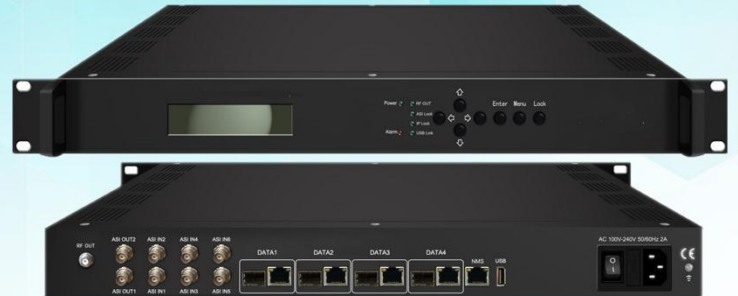 Power RF OUT
ASI Lock
IP Lock
Alarm USB Link
Enter Menu Lock
RF OUT
ASI OUT2 ASI IN2 ASI IN4 ASI IN6
DATA1 DATA2 DATA3 DATA4 NMS USB
AC 100V-240V 50/60Hz 2A
O
I
CE
ASI OUT1 ASI IN1 ASI IN3 ASI IN5